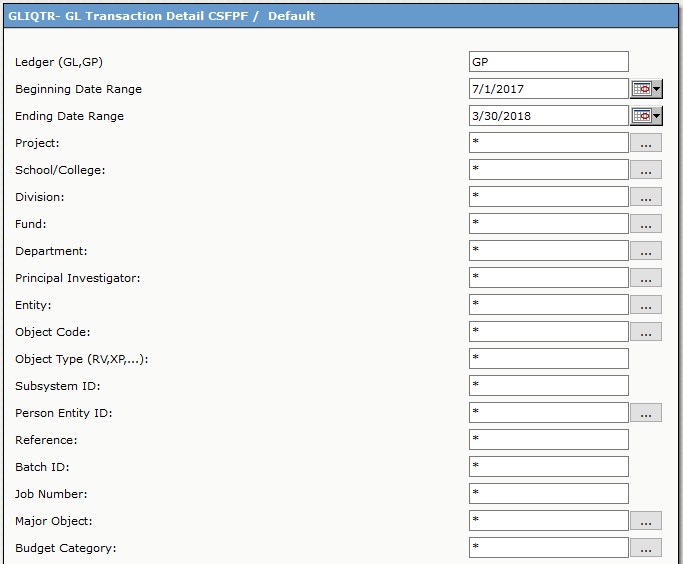 GLIQTR- GL Transaction Detail CSFPF / Default
Ledger (GL,GP) GP
Beginning Date Range 7/1/2017
Ending Date Range 3/30/2018
Project: * ...
School/College: * ...
Division: * ...
Fund: * ...
Department: * ...
Principal Investigator: * ...
Entity: * ...
Object Code: * ...
Object Type (RV,XP,...): *
Subsystem ID: *
Person Entity ID: * ...
Reference: *
Batch ID: *
Job Number: *
Major Object: * ...
Budget Category: * ...